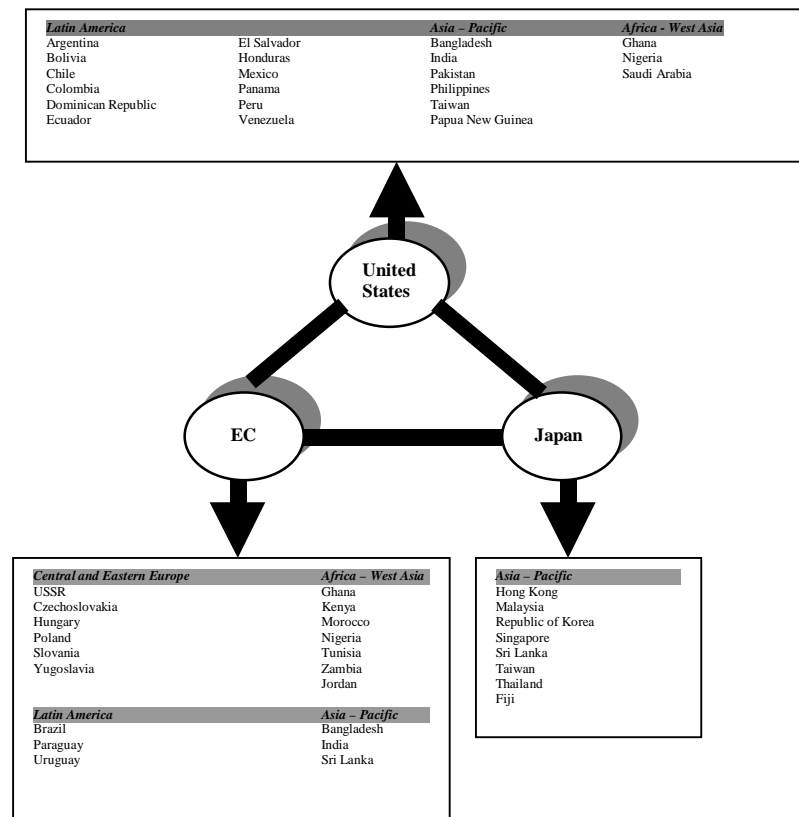 Latin America Asia – Pacific Africa - West Asia
Argentina El Salvador Bangladesh Ghana
Bolivia Honduras India Nigeria
Chile Mexico Pakistan Saudi Arabia
Colombia Panama Philippines
Dominican Republic Peru Taiwan
Ecuador Venezuela Papua New Guinea
United
States
EC
Japan
Central and Eastern Europe Africa – West Asia
USSR Ghana
Czechoslovakia Kenya
Hungary Morocco
Poland Nigeria
Slovania Tunisia
Yugoslavia Zambia
Jordan
Latin America Asia – Pacific
Brazil Bangladesh
Paraguay India
Uruguay Sri Lanka
Asia – Pacific
Hong Kong
Malaysia
Republic of Korea
Singapore
Sri Lanka
Taiwan
Thailand
Fiji